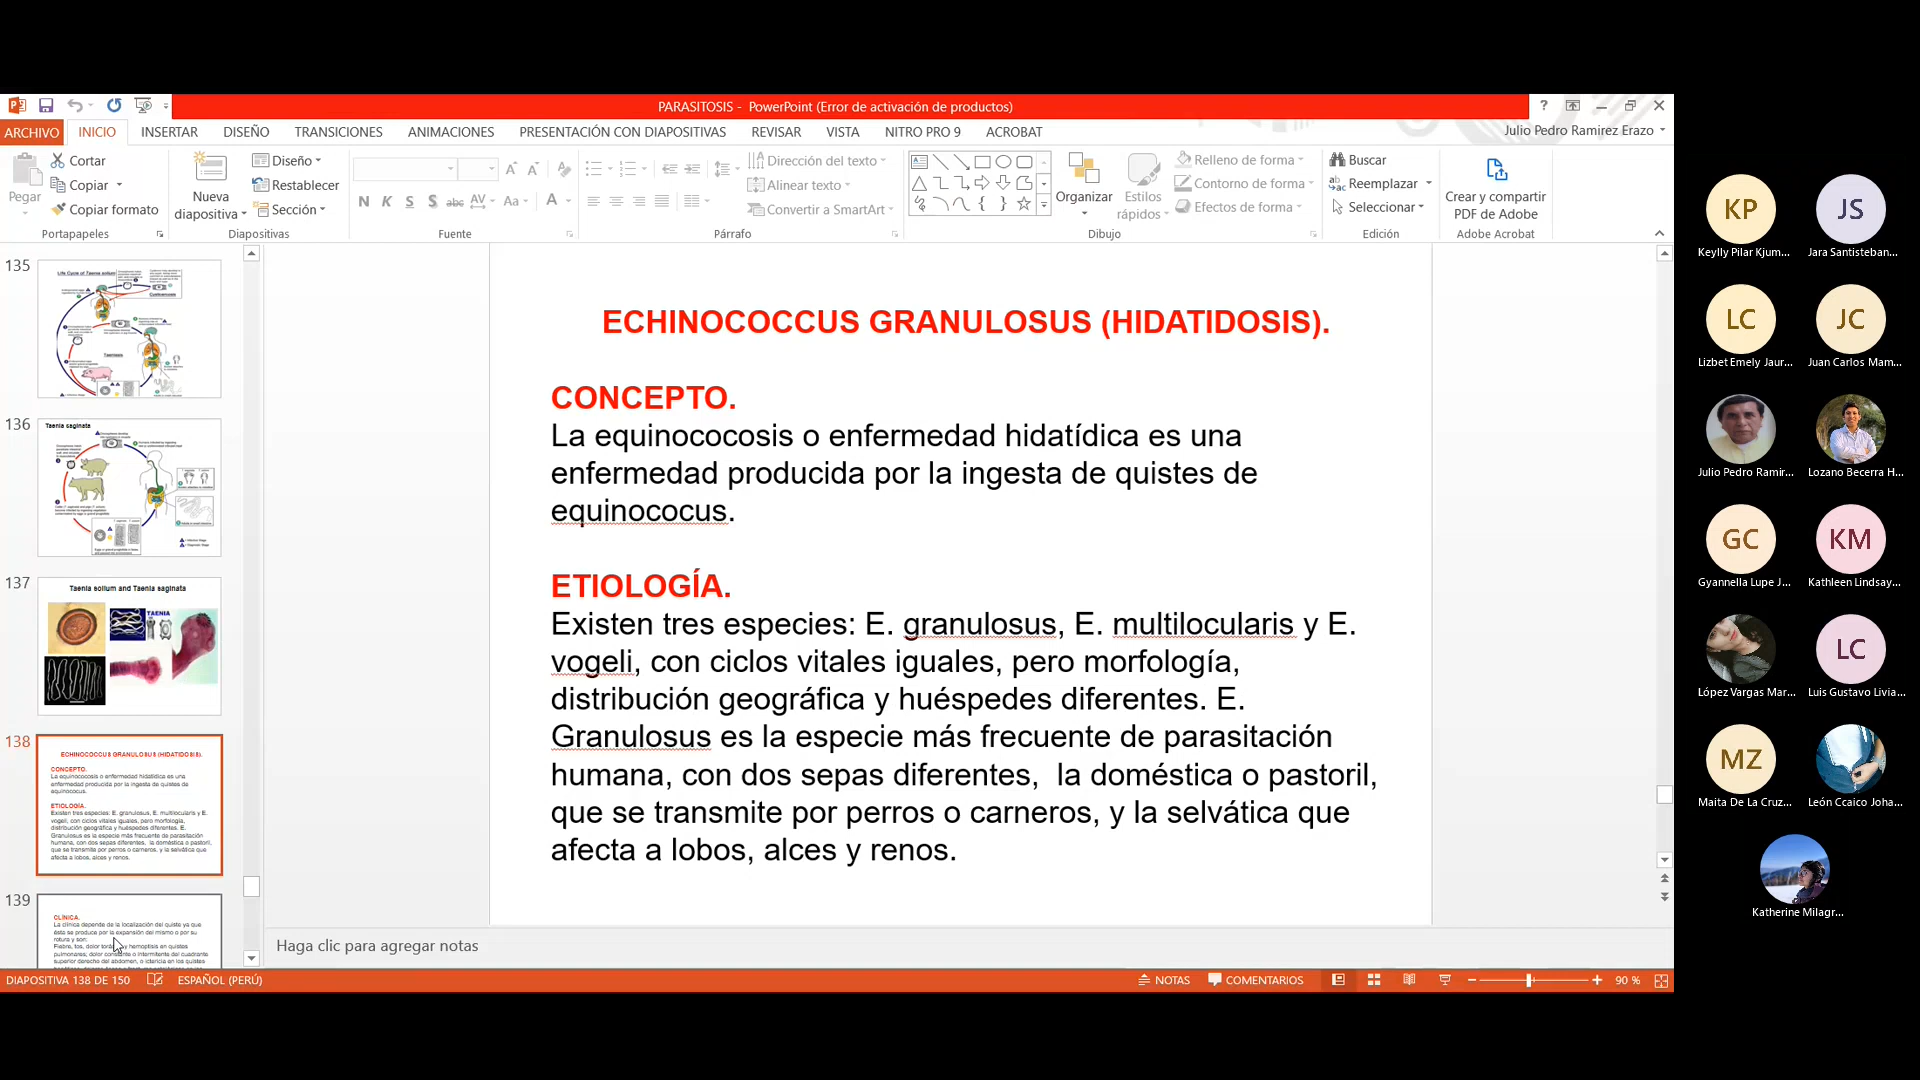 PARASITOSIS - PowerPoint (Error de activación de productos)
?
ARCHIVO INICIO INSERTAR DISEÑO TRANSICIONES ANIMACIONES PRESENTACIÓN CON DIAPOSITIVAS REVISAR VISTA NITRO PRO 9 ACROBAT
Julio Pedro Ramirez Erazo
Pegar
Cortar
Copiar
Copiar formato
Portapapeles
Nueva
diapositiva
Diseño
Restablecer
Sección
Diapositivas
N K S S abc AV Aa A
Fuente
Dirección del texto
Alinear texto
Convertir a SmartArt
Párrafo
Organizar
Estilos
rápidos
Relleno de forma
Contorno de forma
Efectos de forma
Dibujo
Buscar
Reemplazar
Seleccionar
Edición
Crear y compartir
PDF de Adobe
Adobe Acrobat
135
Life Cycle of Taenia solium
136
Taenia saginata
137
Taenia solium and Taenia saginata
TAENIA
138
ECHINOCOCCUS GRANULOSUS (HIDATIDOSIS).
CONCEPTO.
La equinococosis o enfermedad hidatídica es una
enfermedad producida por la ingesta de quistes de
equinococus.
ETIOLOGÍA.
Existen tres especies: E. granulosus, E. multilocularis y E.
vogeli, con ciclos vitales iguales, pero morfología,
distribución geográfica y huéspedes diferentes. E.
Granulosus es la especie más frecuente de parasitación
humana, con dos sepas diferentes, la doméstica o pastoril,
que se transmite por perros o carneros, y la selvática que
afecta a lobos, alces y renos.
139
CLÍNICA.
La clínica depende de la localización del quiste ya que
ésta se produce por la expansión del mismo o por su
rotura y son:
Fiebre, tos, dolor torácico y hemoptisis en quistes
pulmonares, dolor constante o intermitente del cuadrante
superior derecho del abdomen, o ictericia en los quistes
ECHINOCOCCUS GRANULOSUS (HIDATIDOSIS).
CONCEPTO.
La equinococosis o enfermedad hidatídica es una
enfermedad producida por la ingesta de quistes de
equinococus.
ETIOLOGÍA.
Existen tres especies: E. granulosus, E. multilocularis y E.
vogeli, con ciclos vitales iguales, pero morfología,
distribución geográfica y huéspedes diferentes. E.
Granulosus es la especie más frecuente de parasitación
humana, con dos sepas diferentes,  la doméstica o pastoril,
que se transmite por perros o carneros, y la selvática que
afecta a lobos, alces y renos.
Haga clic para agregar notas
DIAPOSITIVA 138 DE 150 ESPAÑOL (PERÚ) NOTAS COMENTARIOS 90 %
KP JS
Keylly Pilar Kjum... Jara Santisteban...
LC JC
Lizbet Emely Jaur... Juan Carlos Mam...
Julio Pedro Ramir... Lozano Becerra H...
GC KM
Gyannella Lupe J... Kathleen Lindsay...
LC
López Vargas Mar... Luis Gustavo Livia...
MZ
Maita De La Cruz... León Ccaico Joha...
Katherine Milagr...